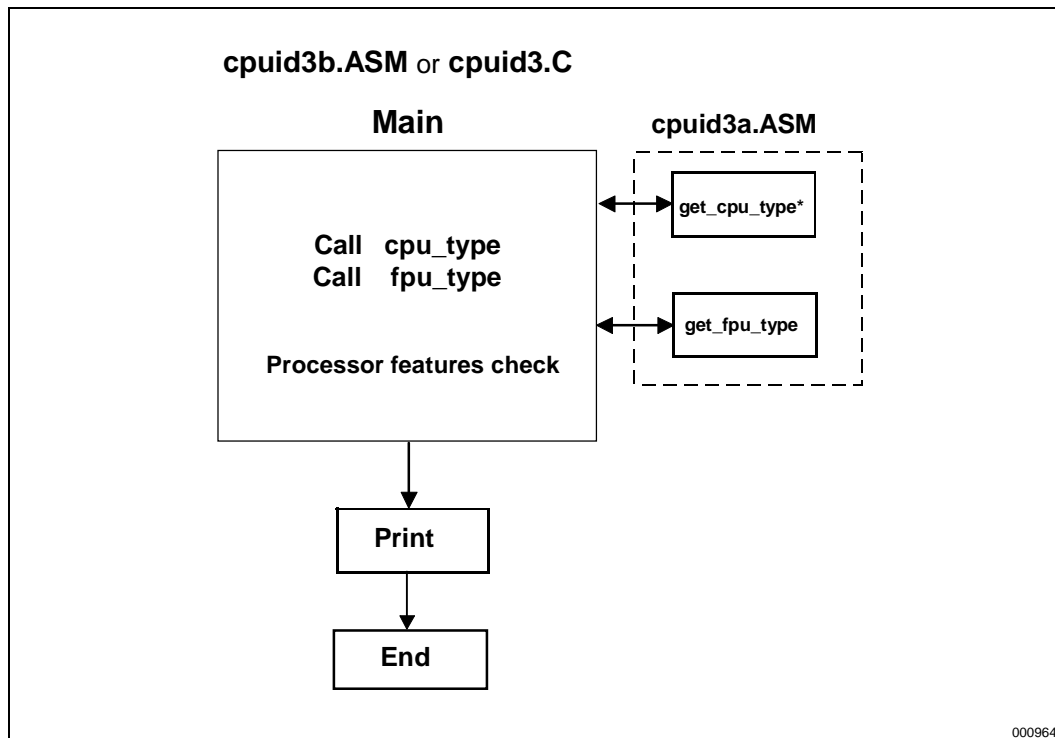 cpuid3b.ASM or cpuid3.C
Main
cpuid3a.ASM
get_cpu_type*
Call cpu_type
Call fpu_type
get_fpu_type
Processor features check
Print
End
000964